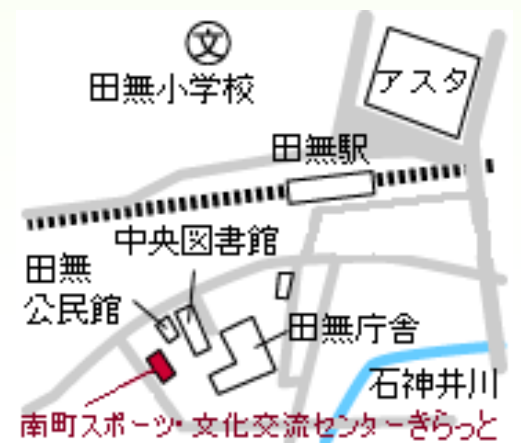 文
田無小学校
アスタ
田無駅
中央図書館
田無
公民館
田無庁舎
石神井川
南町スポーツ・文化交流センターきらっと